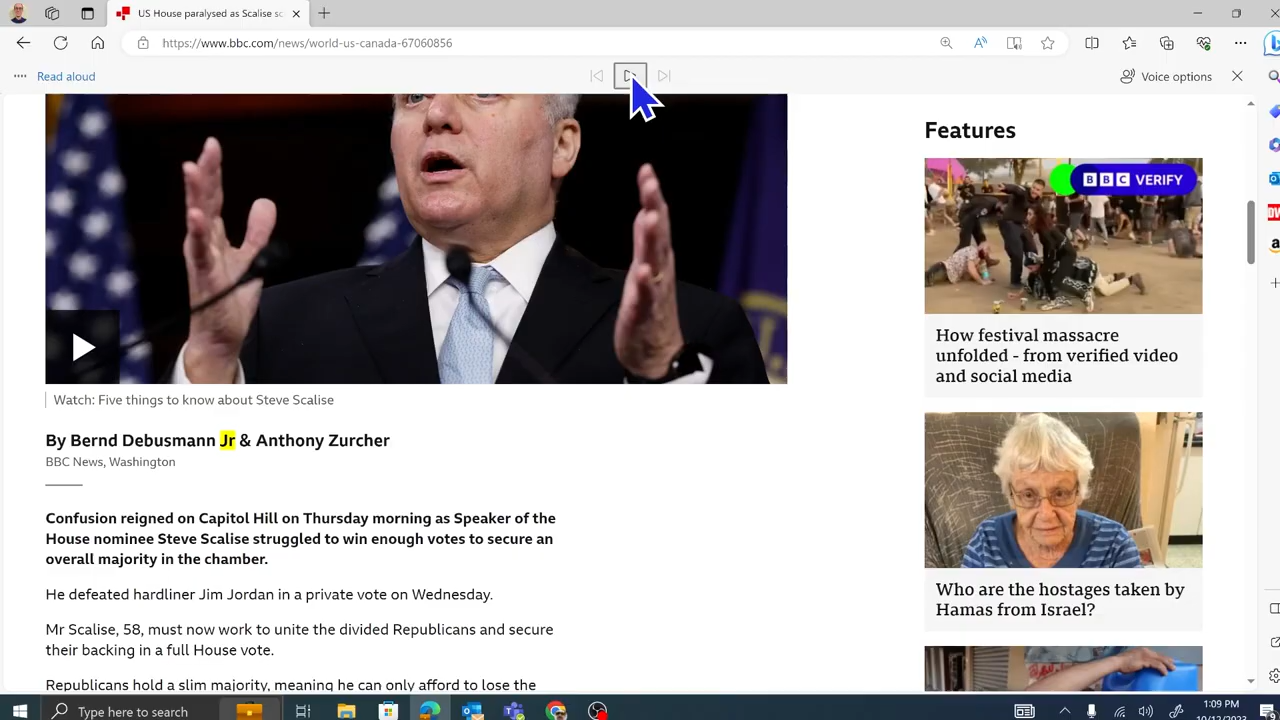 US House paralysed as Scalise sc
https://www.bbc.com/news/world-us-canada-67060856
Read aloud
Voice options
Features
BBC VERIFY
How festival massacre
unfolded - from verified video
and social media
Watch: Five things to know about Steve Scalise
By Bernd Debusmann Jr & Anthony Zurcher
BBC News, Washington
Confusion reigned on Capitol Hill on Thursday morning as Speaker of the
House nominee Steve Scalise struggled to win enough votes to secure an
overall majority in the chamber.
He defeated hardliner Jim Jordan in a private vote on Wednesday.
Mr Scalise, 58, must now work to unite the divided Republicans and secure
their backing in a full House vote.
Republicans hold a slim majority, meaning he can only afford to lose the
Who are the hostages taken by
Hamas from Israel?
Type here to search
1:09 PM
10/12/2023